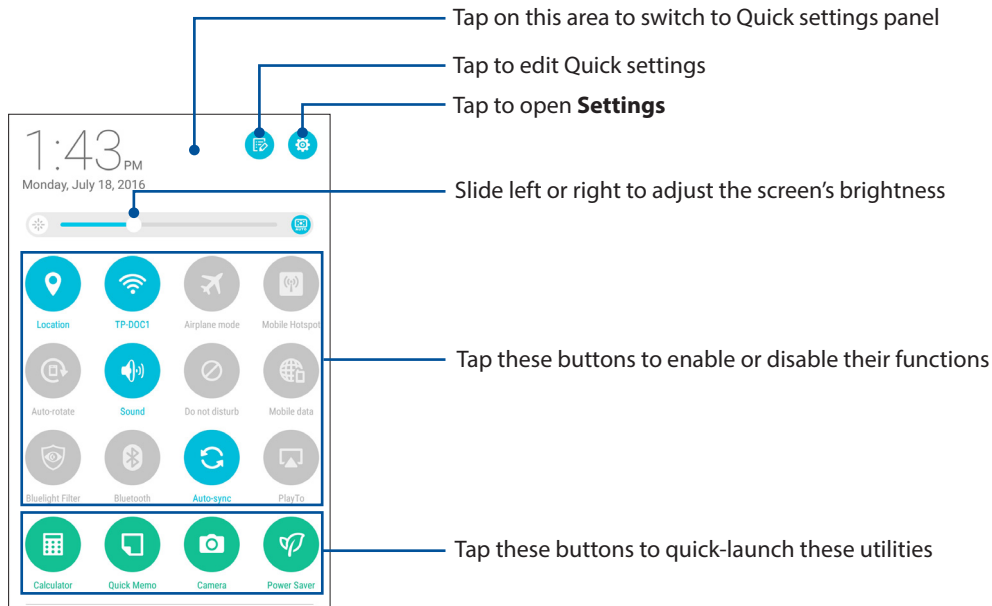 Tap on this area to switch to Quick settings panel
Tap to edit Quick settings
Tap to open Settings
1:43 PM
Monday, July 18, 2016
Slide left or right to adjust the screen's brightness
AUTO
Location TP-DOC1 Airplane mode Mobile Hotspot
Tap these buttons to enable or disable their functions
Auto-rotate Sound Do not disturb Mobile data
Bluelight Filter Bluetooth Auto-sync PlayTo
Tap these buttons to quick-launch these utilities
Calculator Quick Memo Camera Power Saver